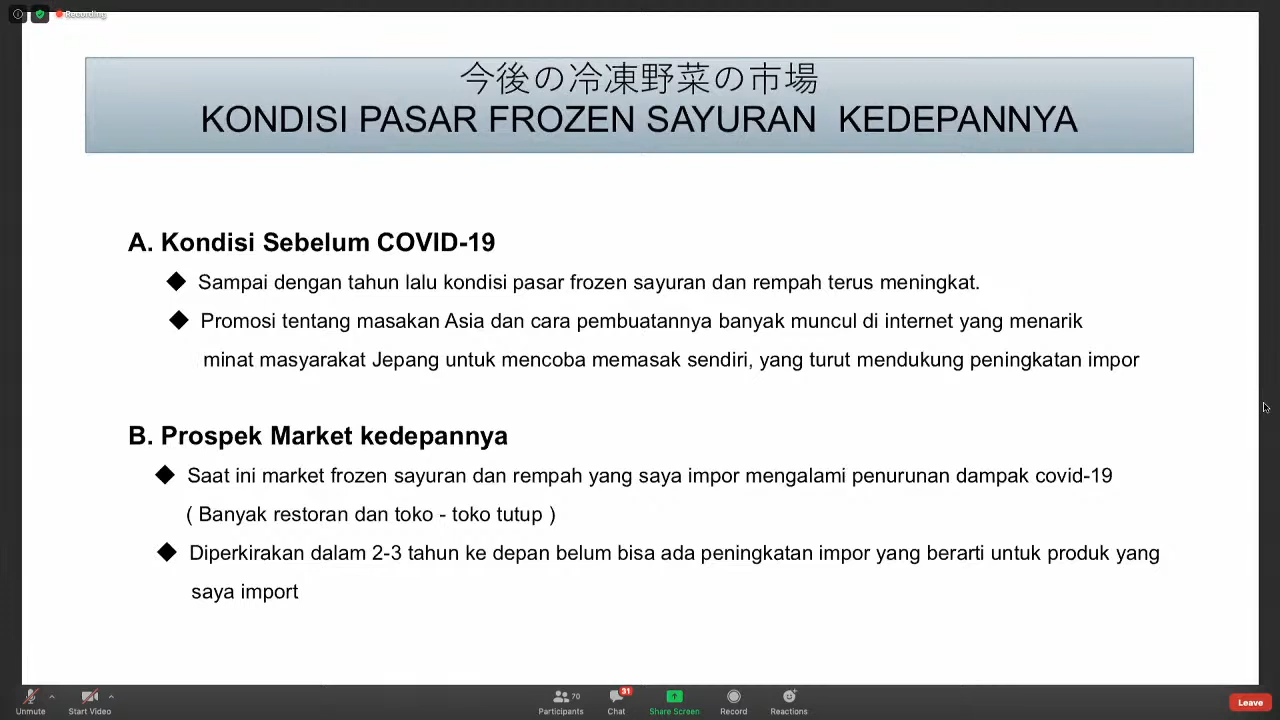 Recording
今後の冷凍野菜の市場
KONDISI PASAR FROZEN SAYURAN KEDEPANNYA
A. Kondisi Sebelum COVID-19
◆ Sampai dengan tahun lalu kondisi pasar frozen sayuran dan rempah terus meningkat.
◆ Promosi tentang masakan Asia dan cara pembuatannya banyak muncul di internet yang menarik
minat masyarakat Jepang untuk mencoba memasak sendiri, yang turut mendukung peningkatan impor
B. Prospek Market kedepannya
◆ Saat ini market frozen sayuran dan rempah yang saya impor mengalami penurunan dampak covid-19
( Banyak restoran dan toko - toko tutup )
◆ Diperkirakan dalam 2-3 tahun ke depan belum bisa ada peningkatan impor yang berarti untuk produk yang
saya import
70
31
Unmute Start Video Participants Chat Share Screen Record Reactions Leave